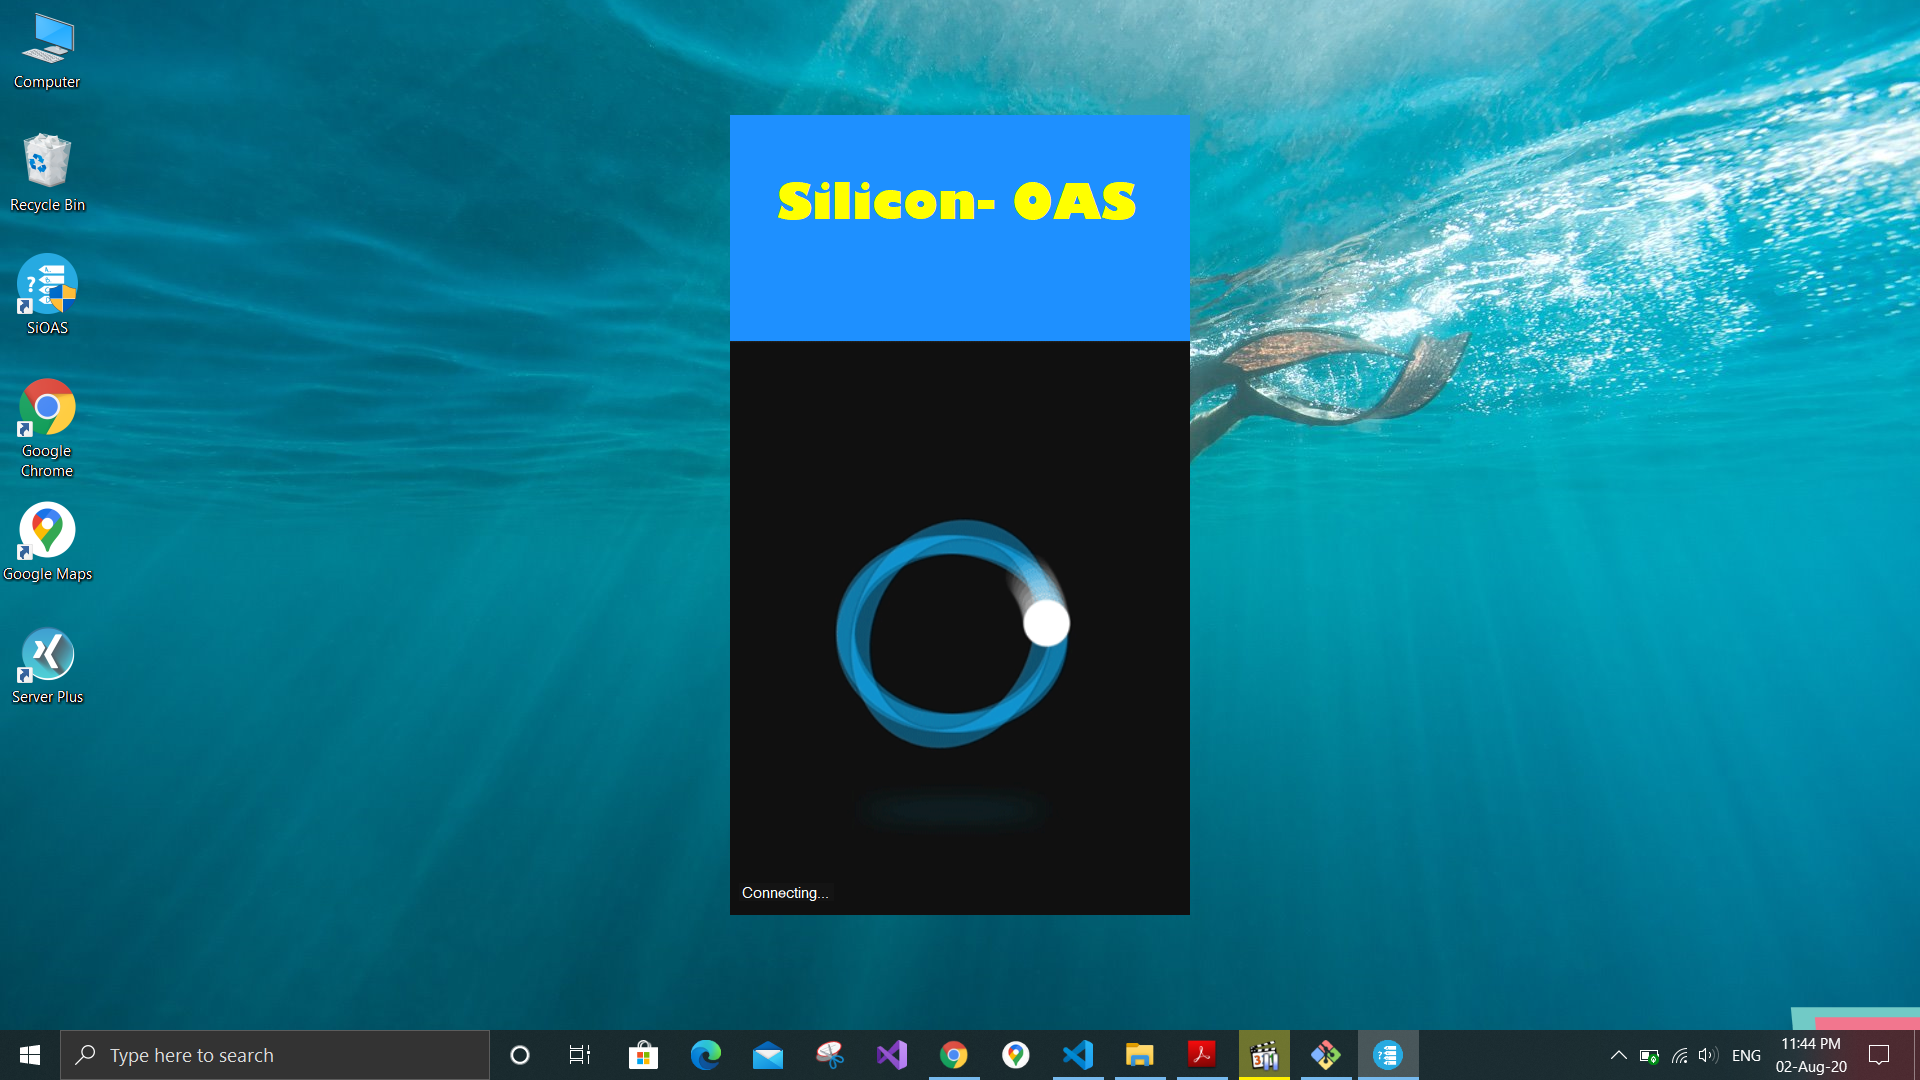 Computer
Recycle Bin
SiOAS
Google
Chrome
Google Maps
Server Plus
Silicon- OAS
Connecting...
Type here to search
ENG
11:44 PM
02-Aug-20